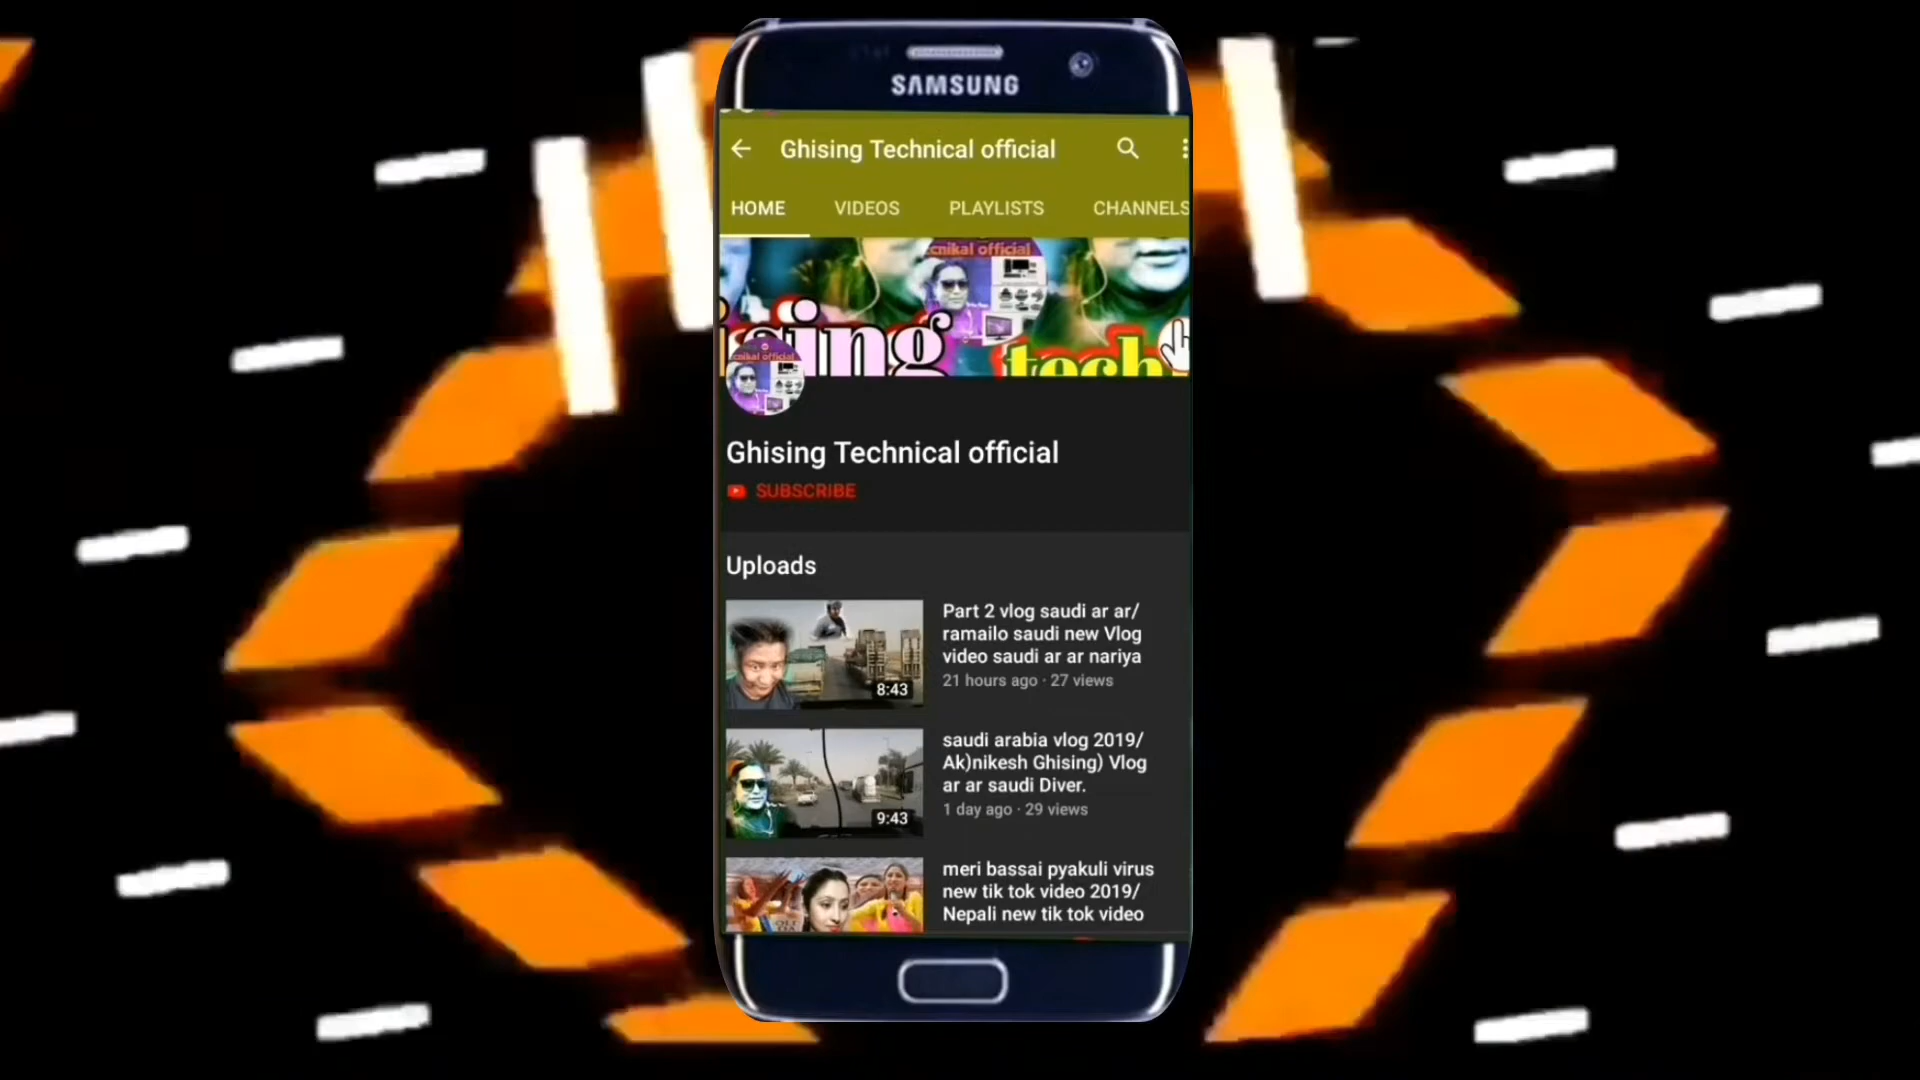 SAMSUNG
Ghising Technical official
HOME VIDEOS PLAYLISTS CHANNELS
cnikal official
ising tech
cnikal official
Ghising Technical official
SUBSCRIBE
Uploads
Part 2 vlog saudi ar ar/
ramailo saudi new Vlog
video saudi ar ar nariya
21 hours ago · 27 views
8:43
saudi arabia vlog 2019/
Ak)nikesh Ghising) Vlog
ar ar saudi Diver.
1 day ago · 29 views
9:43
meri bassai pyakuli virus
new tik tok video 2019/
Nepali new tik tok video